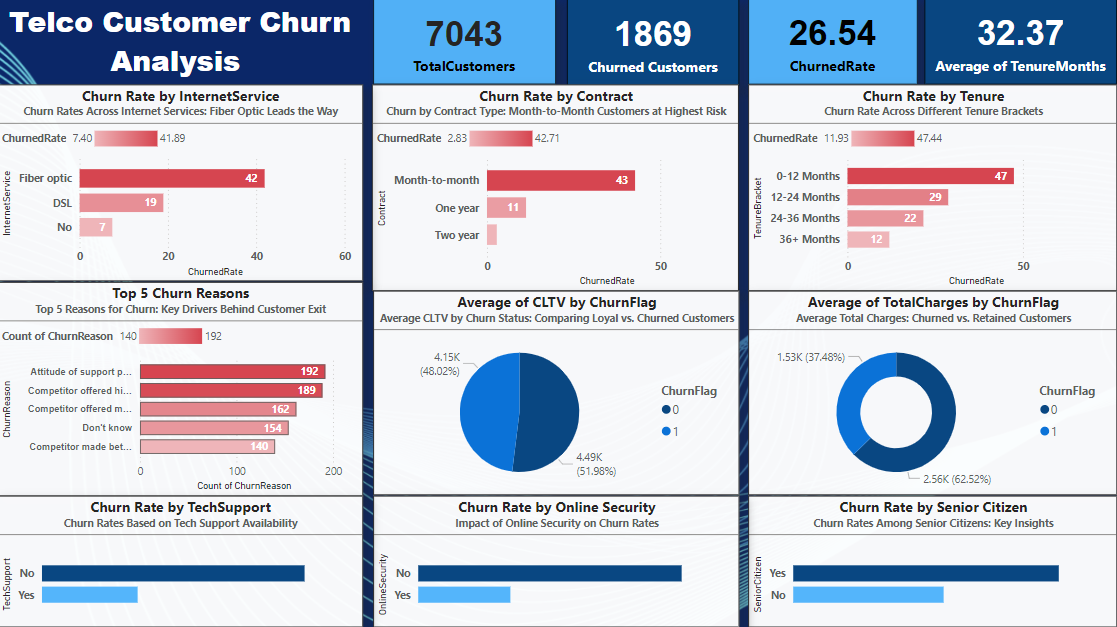 Telco Customer Churn
Analysis
7043
TotalCustomers
1869
Churned Customers
26.54
ChurnedRate
32.37
Average of TenureMonths
Churn Rate by InternetService
Churn Rates Across Internet Services: Fiber Optic Leads the Way
ChurnedRate 7.40 41.89
InternetService
Fiber optic 42
DSL 19
No 7
0 20 40 60
ChurnedRate
Churn Rate by Contract
Churn by Contract Type: Month-to-Month Customers at Highest Risk
ChurnedRate 2.83 42.71
Contract
Month-to-month 43
One year 11
Two year
0 50
ChurnedRate
Churn Rate by Tenure
Churn Rate Across Different Tenure Brackets
ChurnedRate 11.93 47.44
TenureBracket
0-12 Months 47
12-24 Months 29
24-36 Months 22
36+ Months 12
0 50
ChurnedRate
Top 5 Churn Reasons
Top 5 Reasons for Churn: Key Drivers Behind Customer Exit
Count of ChurnReason 140 192
ChurnReason
Attitude of support p... 192
Competitor offered hi... 189
Competitor offered m... 162
Don't know 154
Competitor made bet... 140
0 100 200
Count of ChurnReason
Average of CLTV by ChurnFlag
Average CLTV by Churn Status: Comparing Loyal vs. Churned Customers
4.15K
(48.02%)
4.49K
(51.98%)
ChurnFlag
0
1
Average of TotalCharges by ChurnFlag
Average Total Charges: Churned vs. Retained Customers
1.53K (37.48%)
2.56K (62.52%)
ChurnFlag
0
1
Churn Rate by TechSupport
Churn Rates Based on Tech Support Availability
TechSupport
No
Yes
Churn Rate by Online Security
Impact of Online Security on Churn Rates
OnlineSecurity
No
Yes
Churn Rate by Senior Citizen
Churn Rates Among Senior Citizens: Key Insights
SeniorCitizen
Yes
No